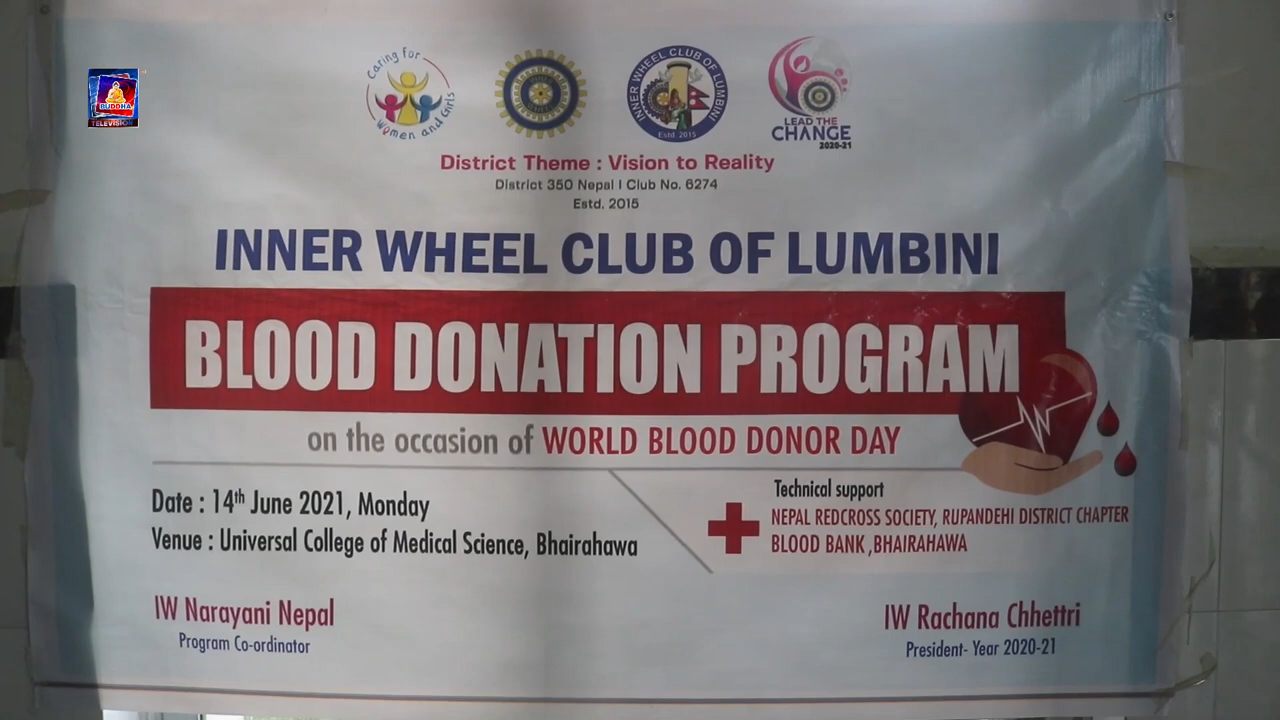 BUDDHA
TELEVISION
Caring for
Women and Girls
INNER WHEEL CLUB OF LUMBINI
Estd. 2015
LEAD THE
CHANGE
2020-21
District Theme : Vision to Reality
District 350 Nepal I Club No. 6274
Estd. 2015
INNER WHEEL CLUB OF LUMBINI
BLOOD DONATION PROGRAM
on the occasion of WORLD BLOOD DONOR DAY
Date : 14th June 2021, Monday
Venue : Universal College of Medical Science, Bhairahawa
Technical support
NEPAL REDCROSS SOCIETY, RUPANDEHI DISTRICT CHAPTER
BLOOD BANK ,BHAIRAHAWA
IW Narayani Nepal
Program Co-ordinator
IW Rachana Chhettri
President- Year 2020-21